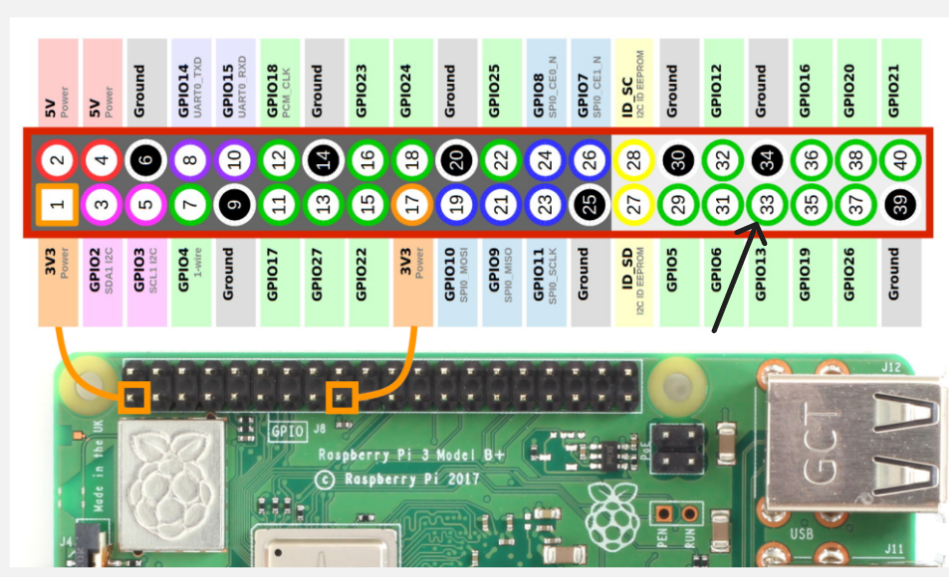 5V
Power
5V
Power
Ground
GPIO14
UART0_TXD
GPIO15
UART0 RXD
GPIO18
PCM_CLK
Ground
GPIO23
GPIO24
Ground
GPIO25
GPIO8
SPI0_CE0_N
GPIO7
SPI0_CE1_N
ID_SC
I2C ID EEPROM
Ground
GPIO12
Ground
GPIO16
GPIO20
GPIO21
2 4 6 8 10 12 14 16 18 20 22 24 26 28 30 32 34 36 38 40
1 3 5 7 9 11 13 15 17 19 21 23 25 27 29 31 33 35 37 39
3V3
Power
GPIO2
SDA1 I2C
GPIO3
SCL1 I2C
GPIO4
1-wire
Ground
GPIO17
GPIO27
GPIO22
3V3
Power
GPIO10
SPI0_MOSI
GPIO9
SPI0_MISO
GPIO11
SPI0_SCLK
Ground
ID_SD
I2C ID EEPROM
GPIO5
GPIO6
GPIO13
GPIO19
GPIO26
Ground
J12
GPIO J8
Made in the UK
Raspberry Pi 3 Model B+
© Raspberry Pi 2017
PoE
GCT
J4
PEN
RUN
USB
J11